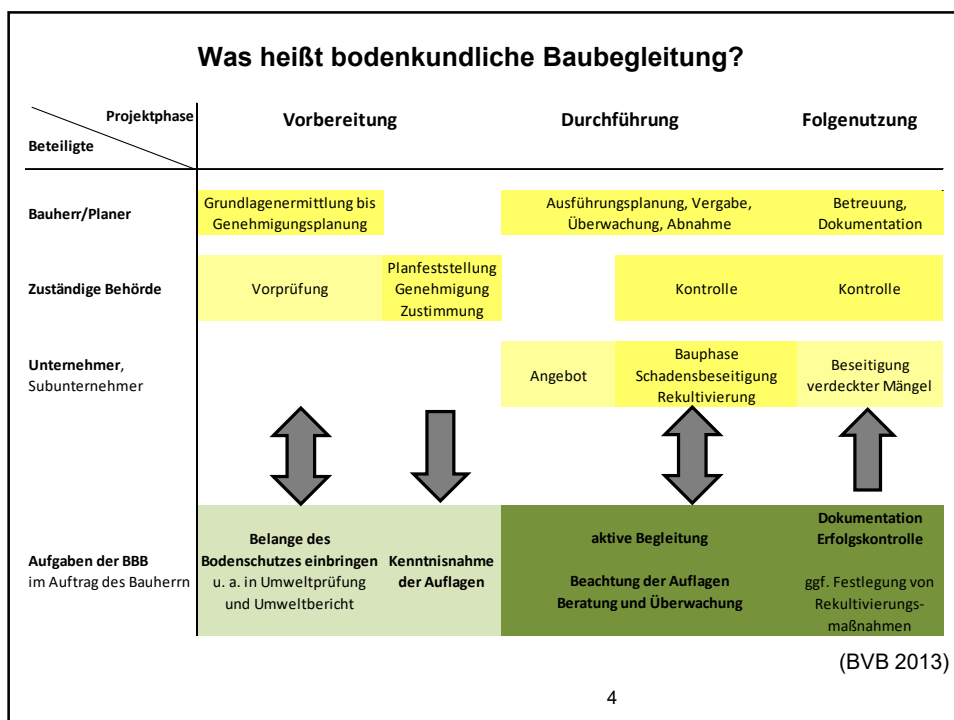 Was heißt bodenkundliche Baubegleitung?
Projektphase
Beteiligte
Vorbereitung
Durchführung
Folgenutzung
Bauherr/Planer
Grundlagenermittlung bis
Genehmigungsplanung
Ausführungsplanung, Vergabe,
Überwachung, Abnahme
Betreuung,
Dokumentation
Zuständige Behörde
Vorprüfung
Planfeststellung
Genehmigung
Zustimmung
Kontrolle
Kontrolle
Unternehmer,
Subunternehmer
Angebot
Bauphase
Schadensbeseitigung
Rekultivierung
Beseitigung
verdeckter Mängel
Aufgaben der BBB
im Auftrag des Bauherrn
Belange des
Bodenschutzes einbringen
u. a. in Umweltprüfung
und Umweltbericht
Kenntnisnahme
der Auflagen
aktive Begleitung
Beachtung der Auflagen
Beratung und Überwachung
Dokumentation
Erfolgskontrolle
ggf. Festlegung von
Rekultivierungs-
maßnahmen
(BVB 2013)
4